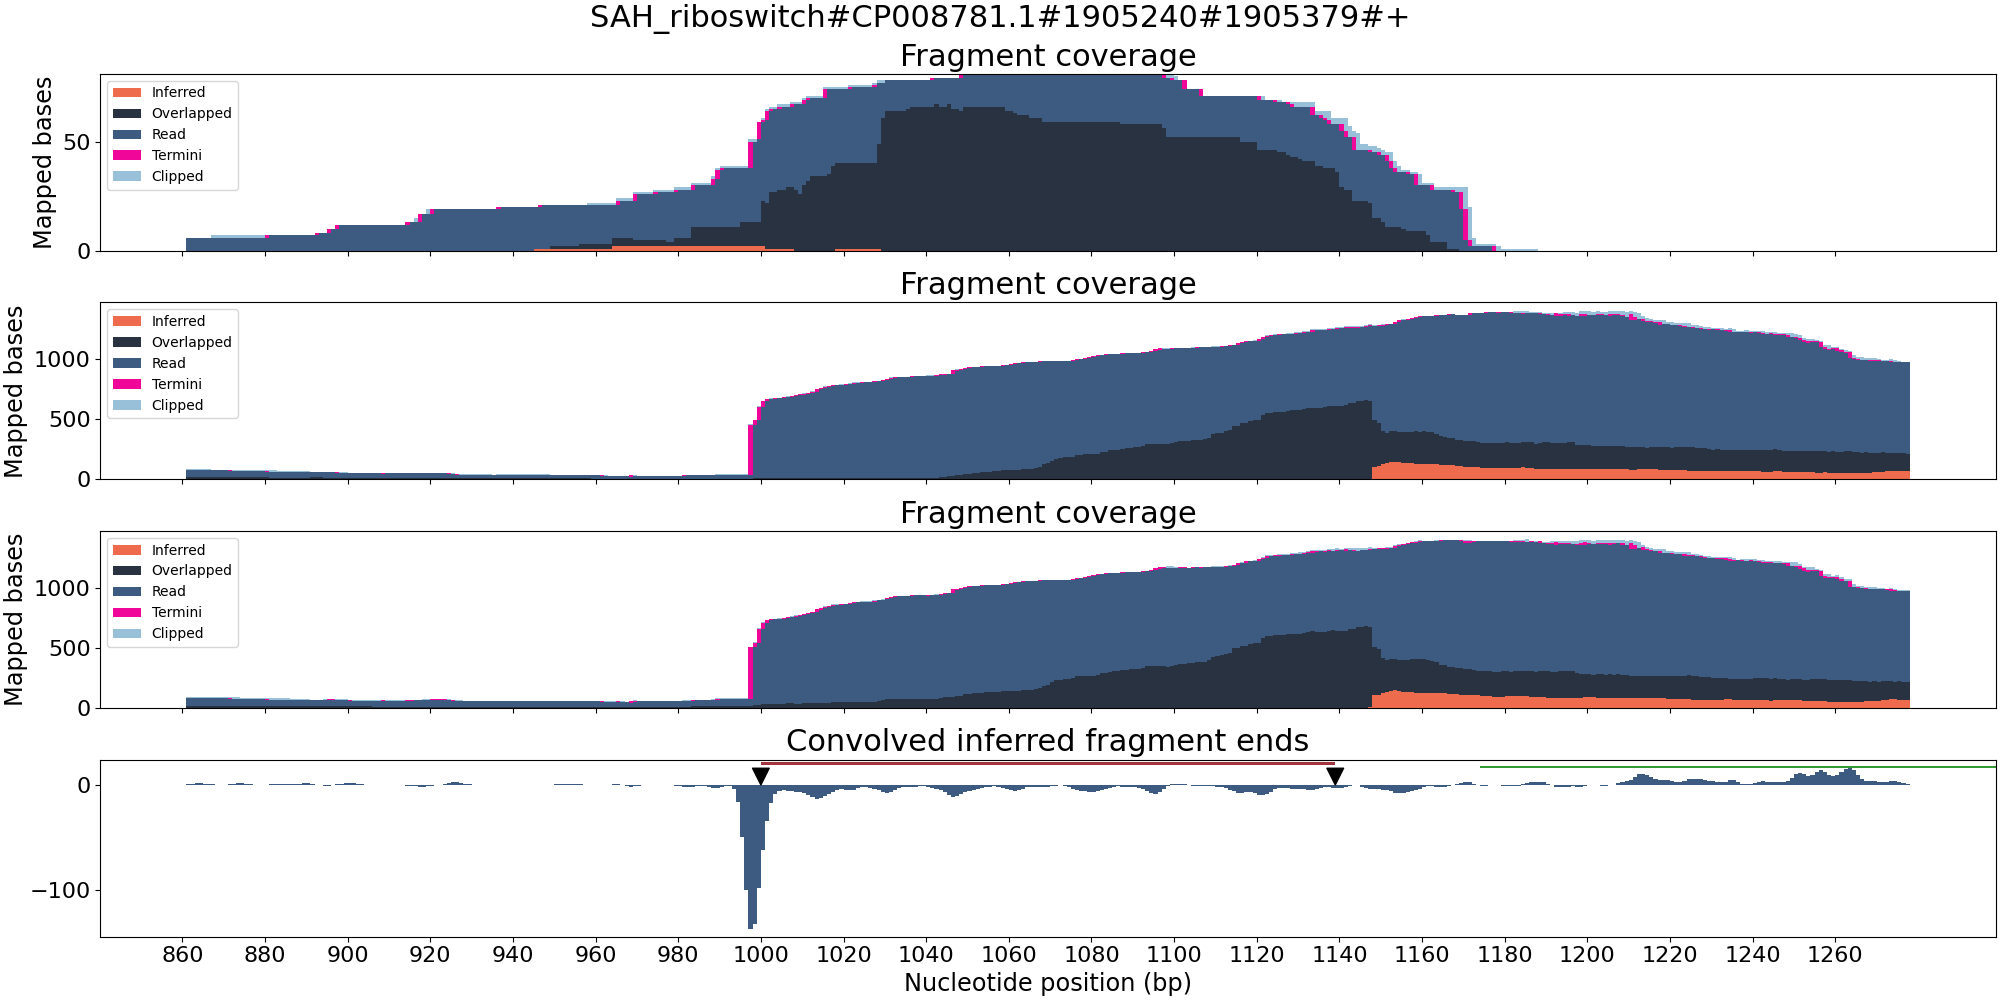 SAH_riboswitch#CP008781.1#1905240#1905379#+
Fragment coverage
Mapped bases
50
0
Inferred
Overlapped
Read
Termini
Clipped
Fragment coverage
Mapped bases
1000
500
0
Inferred
Overlapped
Read
Termini
Clipped
Fragment coverage
Mapped bases
1000
500
0
Inferred
Overlapped
Read
Termini
Clipped
Convolved inferred fragment ends
0
−100
860 880 900 920 940 960 980 1000 1020 1040 1060 1080 1100 1120 1140 1160 1180 1200 1220 1240 1260
Nucleotide position (bp)